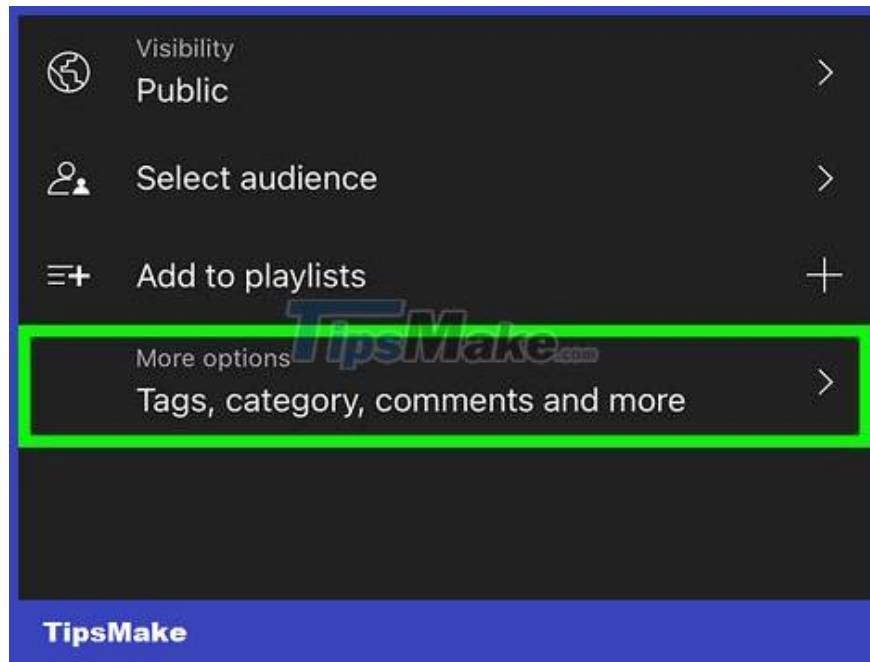 Visibility
Public
Select audience
Add to playlists
TipsMake.com
More options
Tags, category, comments and more
TipsMake